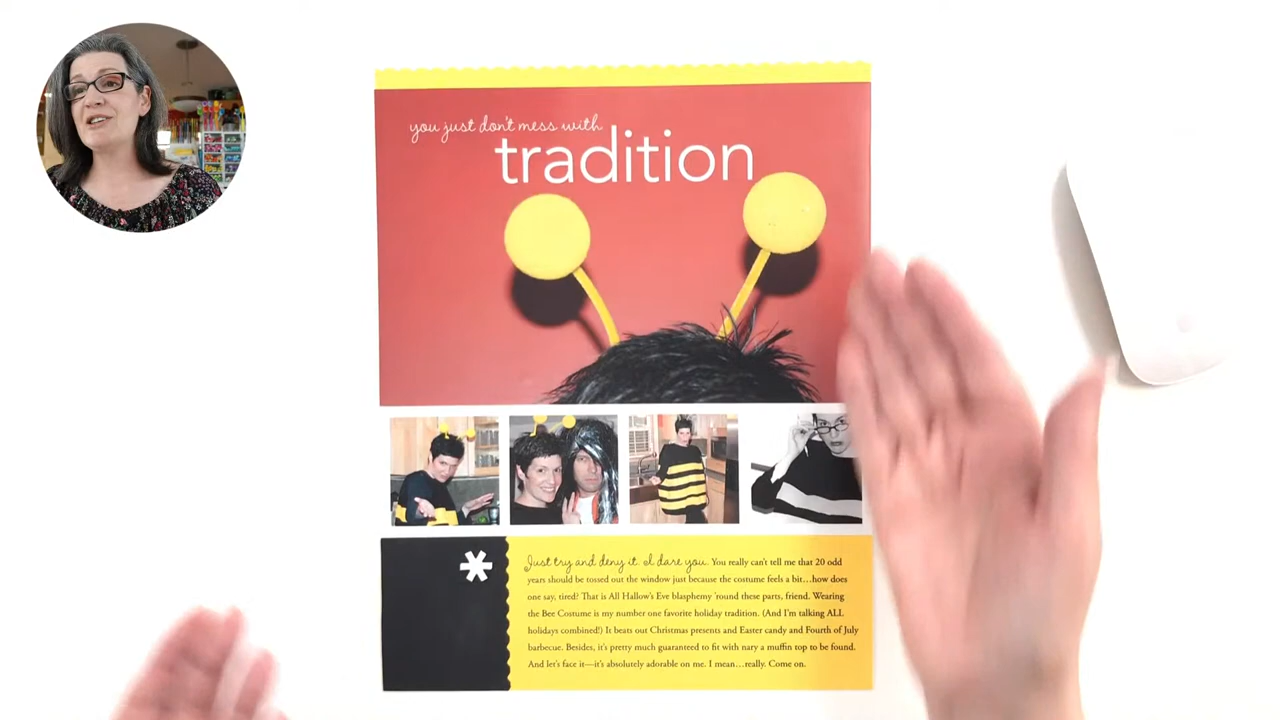 you just don't mess with
tradition
*
Just try and deny it. I dare you. You really can't tell me that 20 odd
years should be tossed out the window just because the costume feels a bit…how does
one say, tired? That is All Hallow's Eve blasphemy 'round these parts, friend. Wearing
the Bee Costume is my number one favorite holiday tradition. (And I'm talking ALL
holidays combined!) It beats out Christmas presents and Easter candy and Fourth of July
barbecue. Besides, it's pretty much guaranteed to fit with nary a muffin top to be found.
And let's face it—it's absolutely adorable on me. I mean…really. Come on.